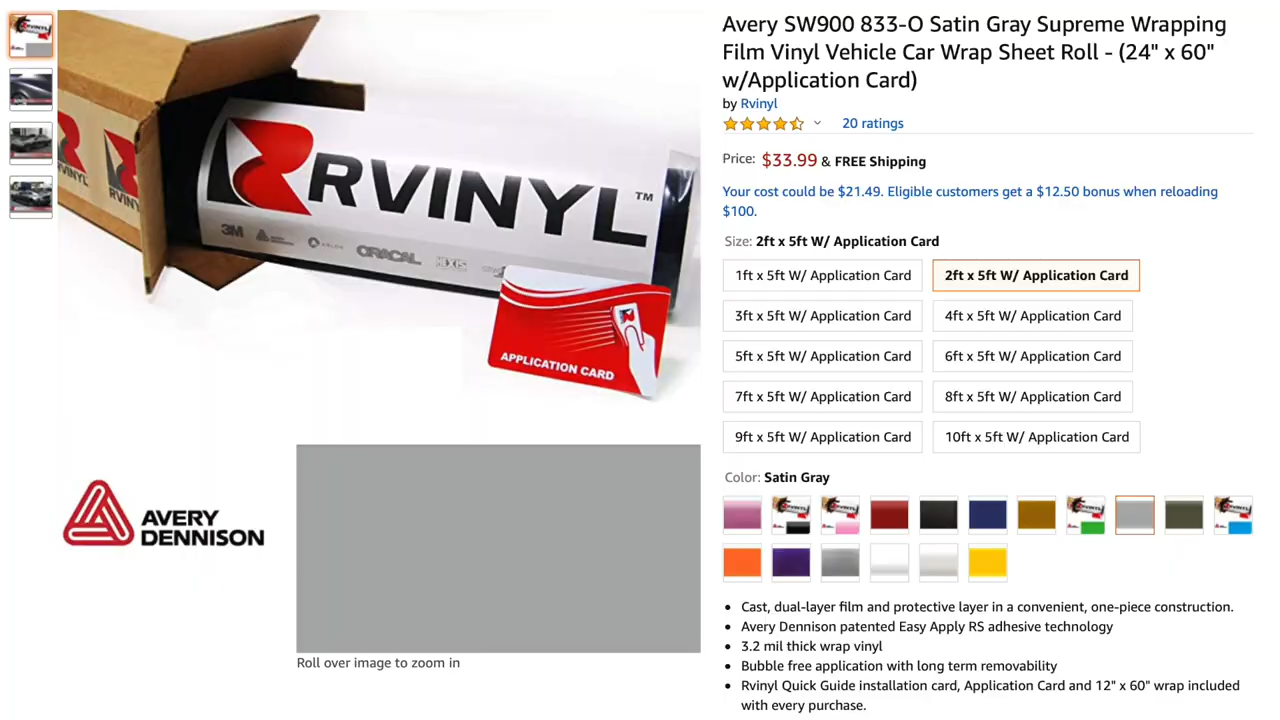 Avery SW900 833-O Satin Gray Supreme Wrapping
Film Vinyl Vehicle Car Wrap Sheet Roll - (24" x 60"
w/Application Card)
by Rvinyl
20 ratings
Price: $33.99 & FREE Shipping
Your cost could be $21.49. Eligible customers get a $12.50 bonus when reloading
$100.
Size: 2ft x 5ft W/ Application Card
1ft x 5ft W/ Application Card
2ft x 5ft W/ Application Card
3ft x 5ft W/ Application Card
4ft x 5ft W/ Application Card
5ft x 5ft W/ Application Card
6ft x 5ft W/ Application Card
7ft x 5ft W/ Application Card
8ft x 5ft W/ Application Card
9ft x 5ft W/ Application Card
10ft x 5ft W/ Application Card
Color: Satin Gray
Cast, dual-layer film and protective layer in a convenient, one-piece construction.
Avery Dennison patented Easy Apply RS adhesive technology
3.2 mil thick wrap vinyl
Bubble free application with long term removability
Rvinyl Quick Guide installation card, Application Card and 12" x 60" wrap included
with every purchase.
RVINYL
RVINYL™
3M
ORACAL
HEXIS
APPLICATION CARD
AVERY
DENNISON
Roll over image to zoom in